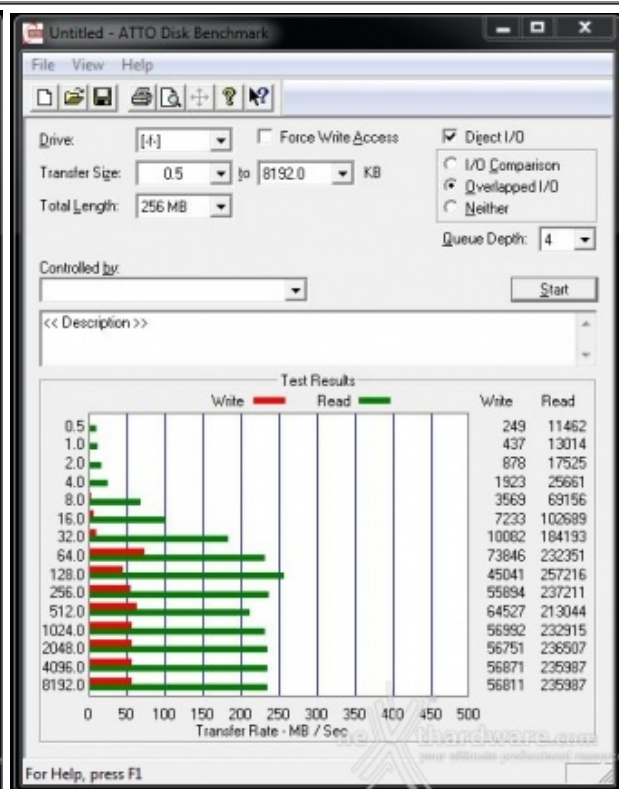 Untitled - ATTO Disk Benchmark
File View Help
Drive: [-f-] Force Write Access Direct I/O
Transfer Size: 0.5 to 8192.0 KB I/O Comparison
Overlapped I/O
Total Length: 256 MB Neither
Queue Depth: 4
Controlled by:
Start
<< Description >>
Test Results
Write Read Write Read
0.5 249 11462
1.0 437 13014
2.0 878 17525
4.0 1923 25661
8.0 3569 69156
16.0 7233 102689
32.0 10082 184193
64.0 73846 232351
128.0 45041 257216
256.0 55894 237211
512.0 64527 213044
1024.0 56992 232915
2048.0 56751 236507
4096.0 56871 235987
8192.0 56811 235987
0 50 100 150 200 250 300 350 400 450 500
Transfer Rate - MB / Sec
nexthardware.com
your ultimate professional resource
For Help, press F1